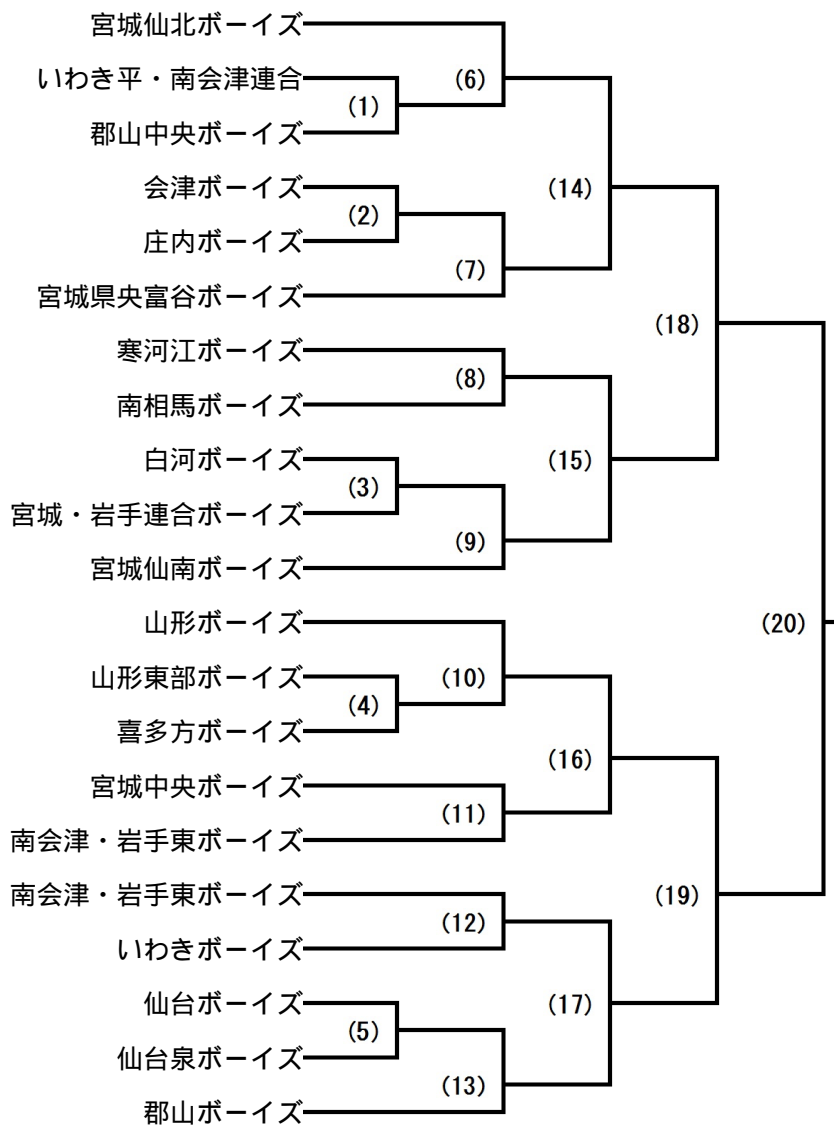 宮城仙北ボーイズ
いわき平・南会津連合
(6)
(1)
郡山中央ボーイズ
会津ボーイズ
(14)
(2)
庄内ボーイズ
(7)
宮城県央富谷ボーイズ
(18)
寒河江ボーイズ
(8)
南相馬ボーイズ
白河ボーイズ
(15)
(3)
宮城・岩手連合ボーイズ
(9)
宮城仙南ボーイズ
山形ボーイズ
(20)
山形東部ボーイズ
(10)
(4)
喜多方ボーイズ
(16)
宮城中央ボーイズ
(11)
南会津・岩手東ボーイズ
南会津・岩手東ボーイズ
(19)
(12)
いわきボーイズ
仙台ボーイズ
(17)
(5)
仙台泉ボーイズ
(13)
郡山ボーイズ